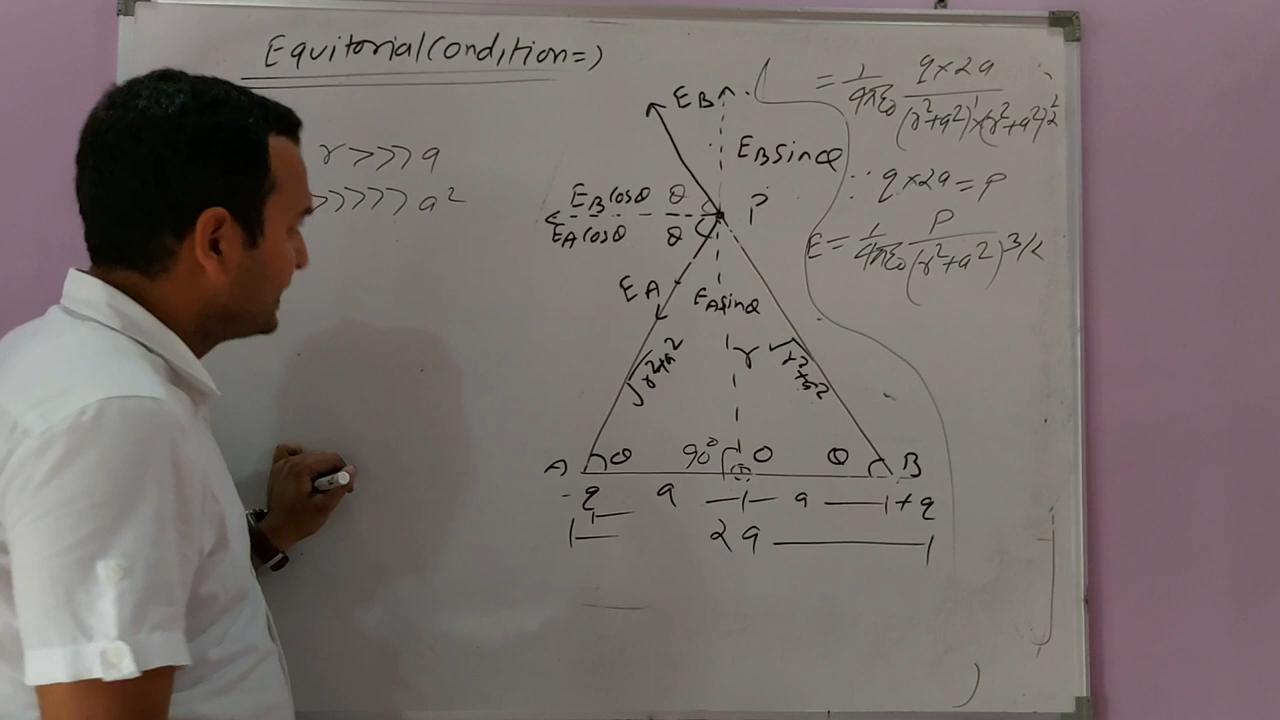 Equitorial Condition⇒)
r>>>a
>>>>> a²
E_B
E_B sinθ
E_B cosθ θ
P
E_A cosθ θ
E_A
E_A sinθ
r
√r²+a²
√r²+a²
A θ 90° O θ B
-q a a +q
2a
= 1/4πε₀ q×2a/(r²+a²)¹×(r²+a²)^1/2
∵ q×2a=P
E= 1/4πε₀ P/(r²+a²)^3/2